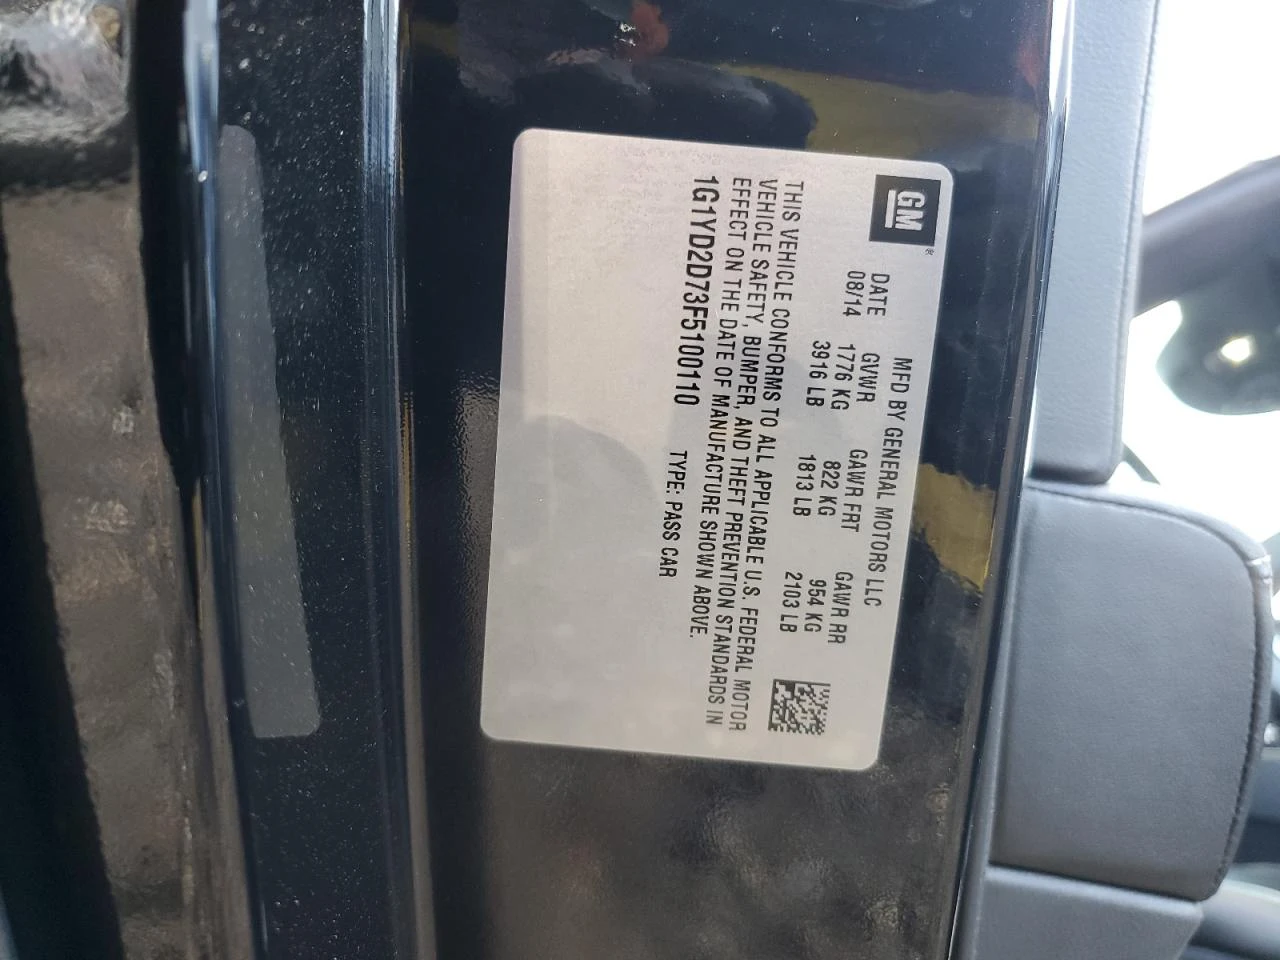 GM®
MFD BY GENERAL MOTORS LLC
DATE GVWR GAWR FRT GAWR RR
08/14 1776 KG 822 KG 954 KG
3916 LB 1813 LB 2103 LB
THIS VEHICLE CONFORMS TO ALL APPLICABLE U.S. FEDERAL MOTOR
VEHICLE SAFETY, BUMPER, AND THEFT PREVENTION STANDARDS IN
EFFECT ON THE DATE OF MANUFACTURE SHOWN ABOVE.
1G1YD2D73F5100110 TYPE: PASS CAR